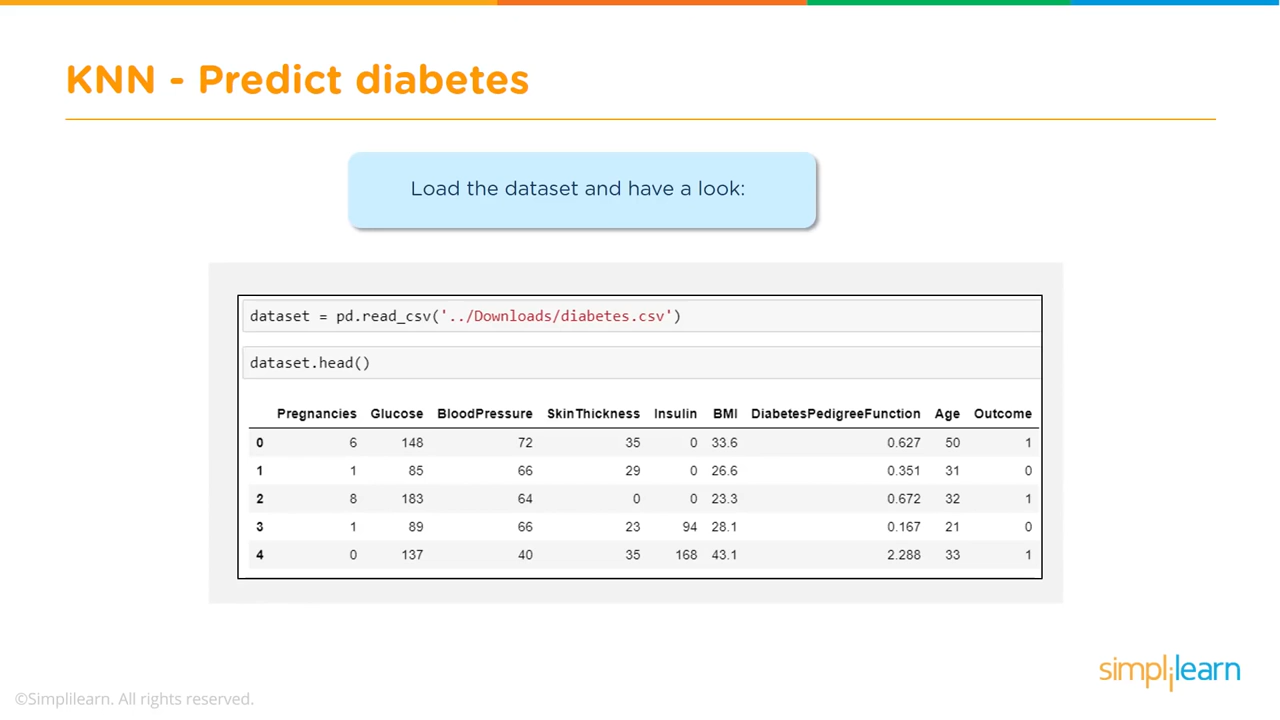 KNN - Predict diabetes
Load the dataset and have a look:
dataset = pd.read_csv('../Downloads/diabetes.csv')
dataset.head()
Pregnancies Glucose BloodPressure SkinThickness Insulin BMI DiabetesPedigreeFunction Age Outcome
0 6 148 72 35 0 33.6 0.627 50 1
1 1 85 66 29 0 26.6 0.351 31 0
2 8 183 64 0 0 23.3 0.672 32 1
3 1 89 66 23 94 28.1 0.167 21 0
4 0 137 40 35 168 43.1 2.288 33 1
simplilearn
©Simplilearn. All rights reserved.